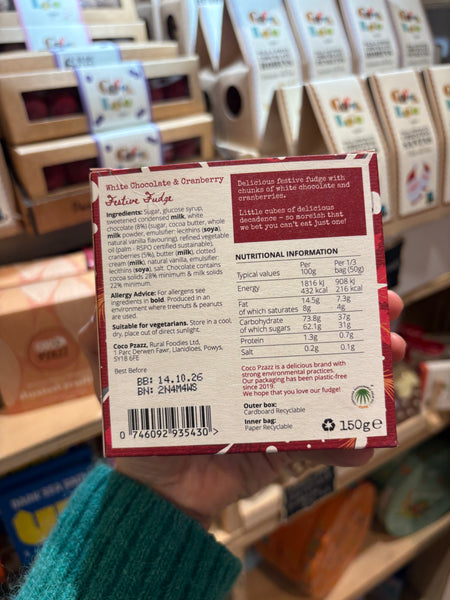 White Chocolate & Cranberry
Festive Fudge
Ingredients: Sugar, glucose syrup,
sweetened condensed milk, white
chocolate (8%) (sugar, cocoa butter, whole
milk powder, emulsifier: lecithins (soya),
natural vanilla flavouring), refined vegetable
oil (palm - RSPO certified sustainable),
cranberries (5%), butter (milk), clotted
cream (milk), natural vanilla, emulsifier:
lecithins (soya), salt. Chocolate contains
cocoa solids 28% minimum & milk solids
22% minimum.
Allergy Advice: For allergens see
ingredients in bold. Produced in an
environment where treenuts & peanuts
are used.
Suitable for vegetarians. Store in a cool,
dry place, out of direct sunlight.
Coco Pzazz, Rural Foodies Ltd,
1 Parc Derwen Fawr, Llanidloes, Powys,
SY18 6FE
Best Before
BB: 14.10.26
BN: 2N4M4WS
0 746092 935430 >
Delicious festive fudge with
chunks of white chocolate and
cranberries.
Little cubes of delicious
decadence – so moreish that
we bet you can't eat just one!
NUTRITIONAL INFORMATION
Typical values Per 100g Per 1/3 bag (50g)
Energy 1816 kJ 908 kJ
432 kcal 216 kcal
Fat 14.5g 7.3g
of which saturates 8g 4g
Carbohydrate 73.8g 37g
of which sugars 62.1g 31g
Protein 1.3g 0.7g
Salt 0.2g 0.1g
Coco Pzazz is a delicious brand with
strong environmental practices.
Our packaging has been plastic-free
since 2019.
We hope that you love our fudge!
Outer box:
Cardboard Recyclable
Inner bag:
Paper Recyclable
150g e